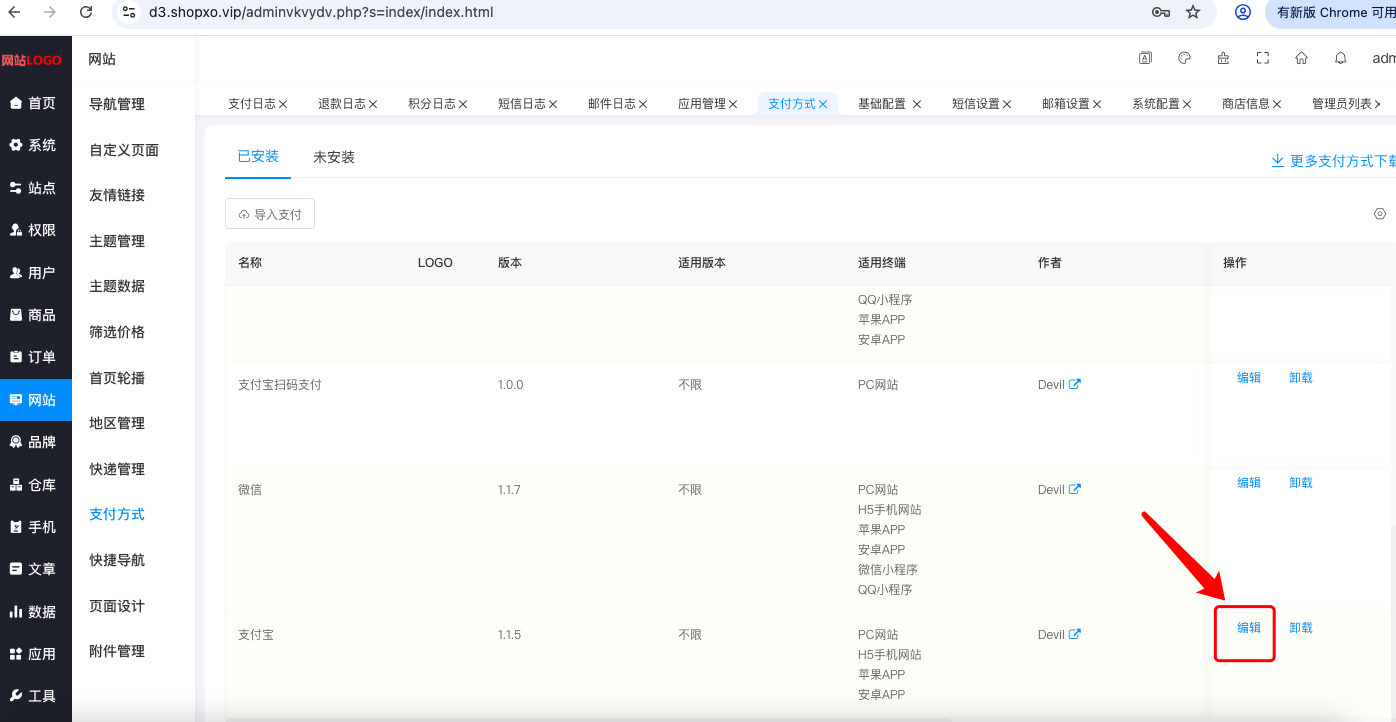 d3.shopxo.vip/adminvkvydv.php?s=index/index.html
有新版 Chrome 可用
网站LOGO
首页
系统
站点
权限
用户
商品
订单
网站
品牌
仓库
手机
文章
数据
应用
工具
网站
导航管理
自定义页面
友情链接
主题管理
主题数据
筛选价格
首页轮播
地区管理
快递管理
支付方式
快捷导航
页面设计
附件管理
adm
支付日志 退款日志 积分日志 短信日志 邮件日志 应用管理 支付方式 基础配置 短信设置 邮箱设置 系统配置 商店信息 管理员列表
已安装 未安装
更多支付方式下载
导入支付
名称 LOGO 版本 适用版本 适用终端 作者 操作
QQ小程序
苹果APP
安卓APP
支付宝扫码支付 1.0.0 不限 PC网站 Devil 编辑 卸载
微信 1.1.7 不限 PC网站 Devil 编辑 卸载
H5手机网站
苹果APP
安卓APP
微信小程序
QQ小程序
支付宝 1.1.5 不限 PC网站 Devil 编辑 卸载
H5手机网站
苹果APP
安卓APP